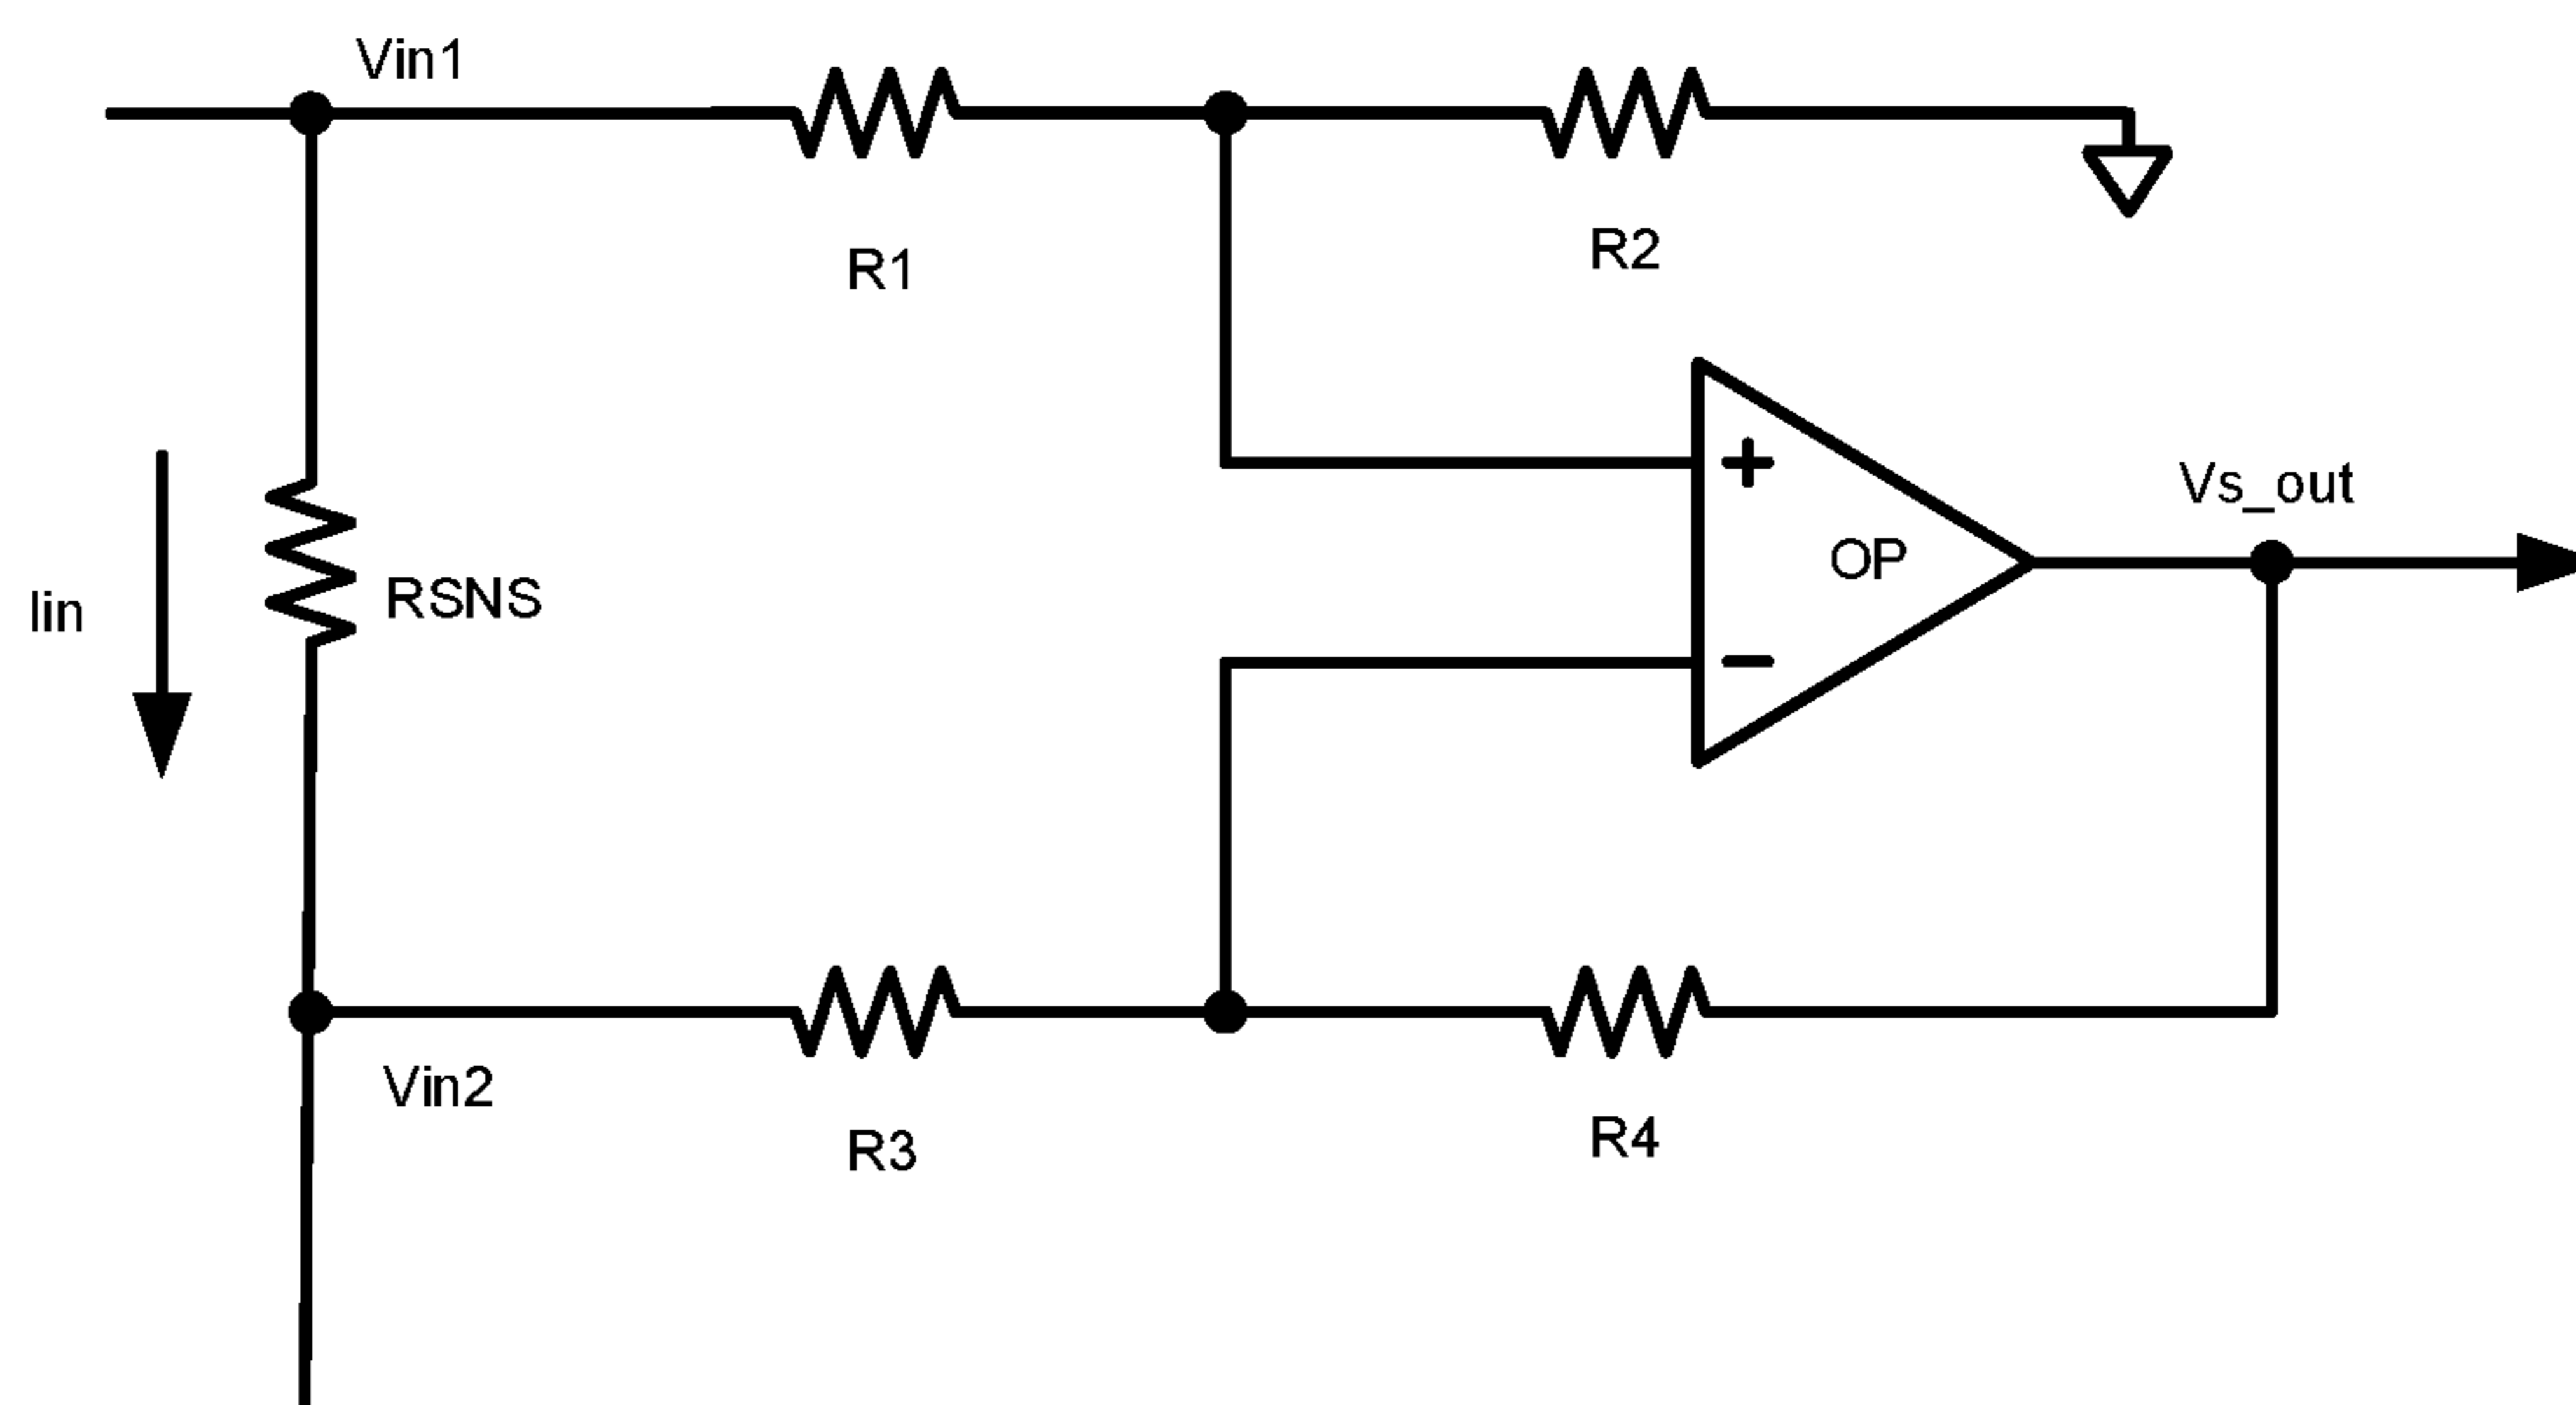 Vin1
R1
R2
+
OP
Vs_out
Iin
RSNS
−
Vin2
R3
R4